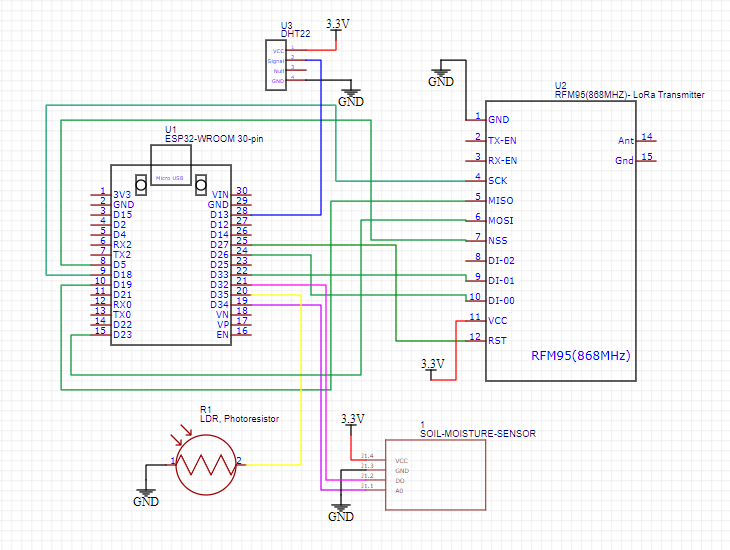 U3
DHT22
3.3V
VCC 1
Signal 2
Null 3
GND 4
GND
GND
U2
RFM95(868MHZ)- LoRa Transmitter
1 GND
2 TX-EN
3 RX-EN
4 SCK
5 MISO
6 MOSI
7 NSS
8 DI-02
9 DI-01
10 DI-00
11 VCC
12 RST
Ant 14
Gnd 15
RFM95(868MHz)
3.3V
U1
ESP32-WROOM 30-pin
Micro USB
1 3V3 VIN 30
2 GND GND 29
3 D15 D13 28
4 D2 D12 27
5 D4 D14 26
6 RX2 D27 25
7 TX2 D26 24
8 D5 D25 23
9 D18 D33 22
10 D19 D32 21
11 D21 D35 20
12 RX0 D34 19
13 TX0 VN 18
14 D22 VP 17
15 D23 EN 16
R1
LDR, Photoresistor
1 2
GND
3.3V
1
SOIL-MOISTURE-SENSOR
J1.4 VCC
J1.3 GND
J1.2 DO
J1.1 A0
GND